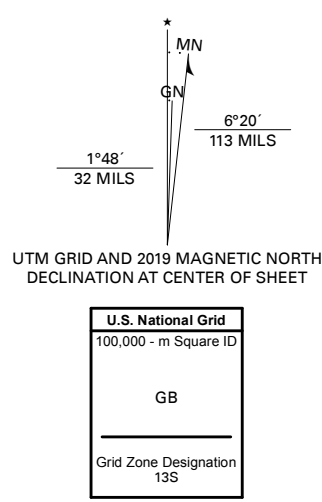 ★
MN
GN
6°20´
113 MILS
1°48´
32 MILS
UTM GRID AND 2019 MAGNETIC NORTH
DECLINATION AT CENTER OF SHEET
U.S. National Grid
100,000 - m Square ID
GB
Grid Zone Designation
13S